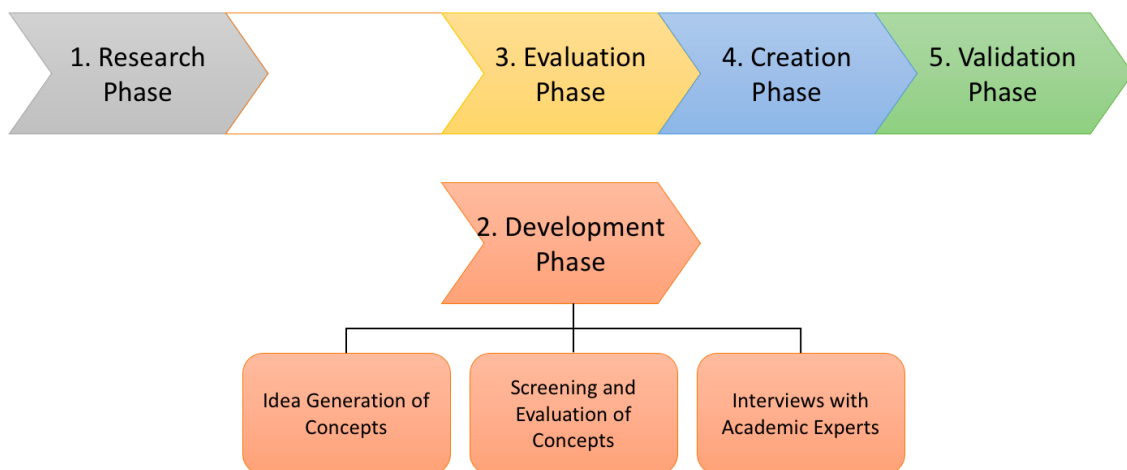 1. Research
Phase
3. Evaluation
Phase
4. Creation
Phase
5. Validation
Phase
2. Development
Phase
Idea Generation of
Concepts
Screening and
Evaluation of
Concepts
Interviews with
Academic Experts